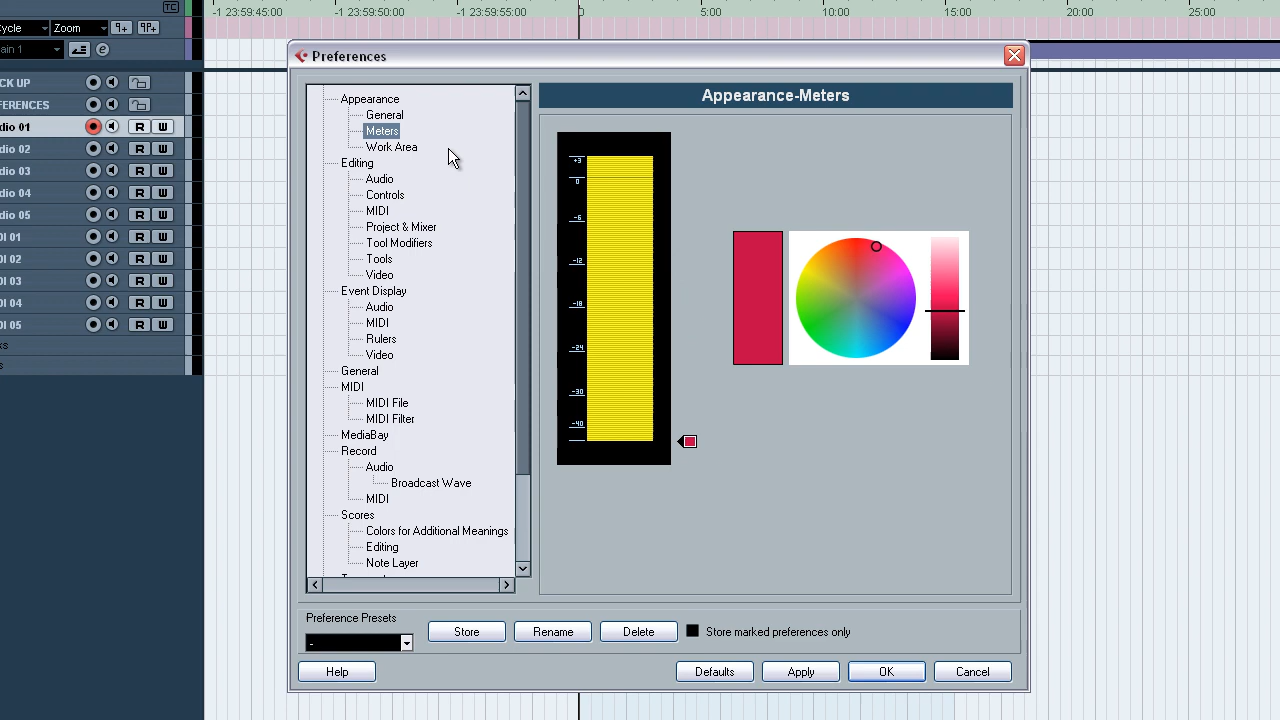 TC
-1 23:59:45:00
-1 23:59:50:00
-1 23:59:55:00
0
5:00
10:00
15:00
20:00
25:00
Cycle
Zoom
ain 1
e
CK UP
FERENCES
dio 01
R W
dio 02
R W
dio 03
R W
dio 04
R W
dio 05
R W
DI 01
R W
DI 02
R W
DI 03
R W
DI 04
R W
DI 05
R W
ks
s
Preferences
Appearance
General
Meters
Work Area
Editing
Audio
Controls
MIDI
Project & Mixer
Tool Modifiers
Tools
Video
Event Display
Audio
MIDI
Rulers
Video
General
MIDI
MIDI File
MIDI Filter
MediaBay
Record
Audio
Broadcast Wave
MIDI
Scores
Colors for Additional Meanings
Editing
Note Layer
Appearance-Meters
+3
0
-6
-12
-18
-24
-30
-40
Preference Presets
-
Store
Rename
Delete
Store marked preferences only
Help
Defaults
Apply
OK
Cancel